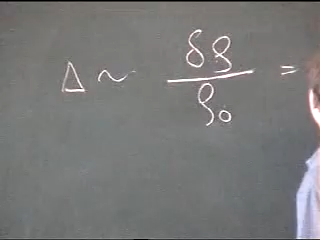 Δ ~ δρ/ρ₀ =